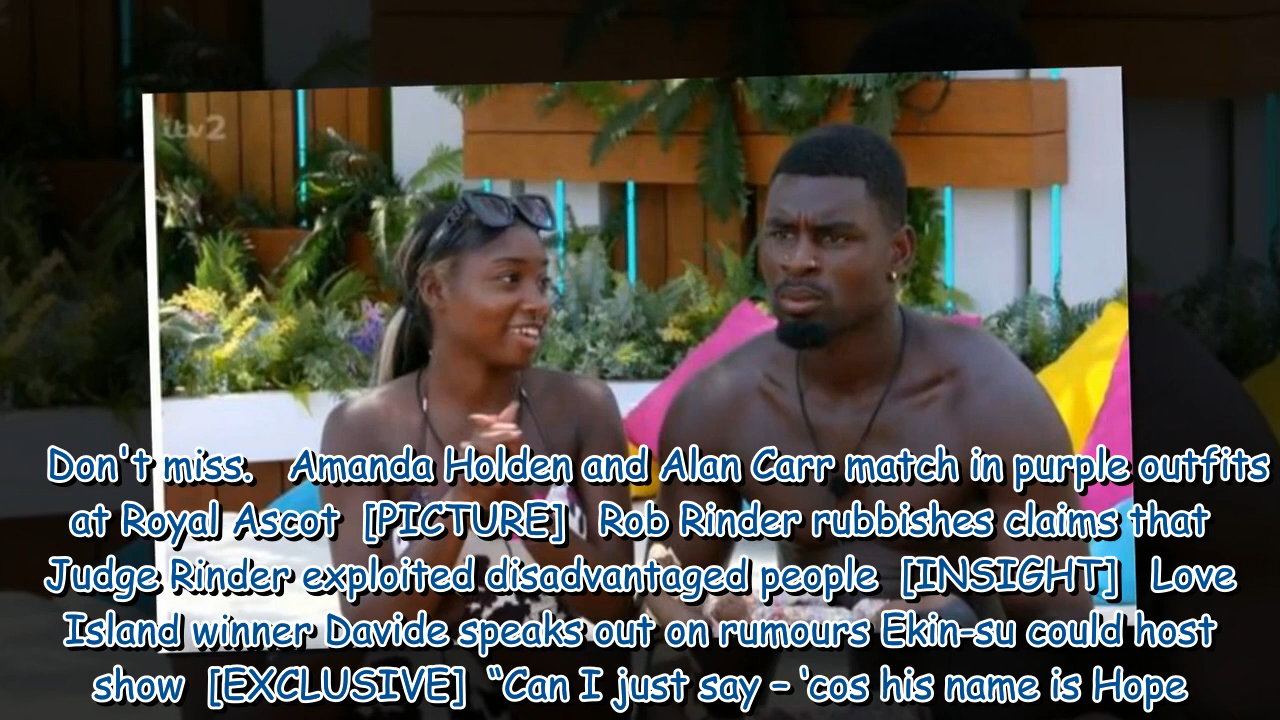 itv2
Don't miss. Amanda Holden and Alan Carr match in purple outfits
at Royal Ascot [PICTURE] Rob Rinder rubbishes claims that
Judge Rinder exploited disadvantaged people [INSIGHT] Love
Island winner Davide speaks out on rumours Ekin-su could host
show [EXCLUSIVE] “Can I just say – ‘cos his name is Hope